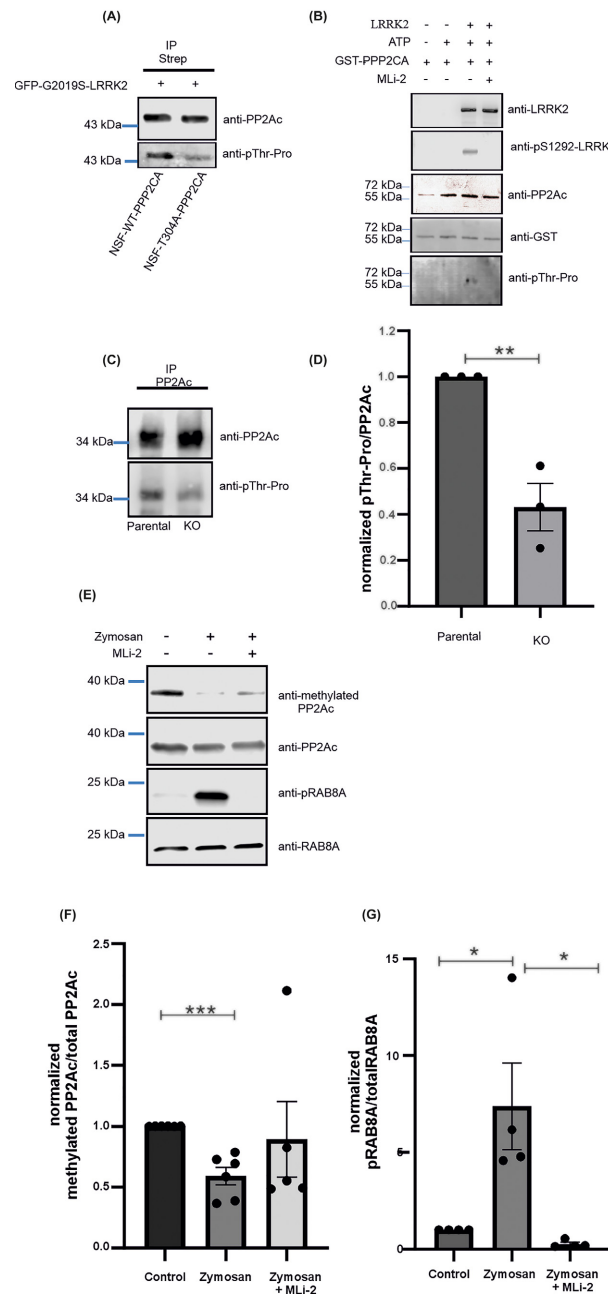 (A)
IP
Strep
GFP-G2019S-LRRK2 + +
43 kDa
anti-PP2Ac
43 kDa
anti-pThr-Pro
NSF-WT-PPP2CA
NSF-T304A-PPP2CA
(B)
LRRK2 - - + +
ATP - + + +
GST-PPP2CA + + + +
MLi-2 - - - +
anti-LRRK2
anti-pS1292-LRRK
72 kDa
55 kDa
anti-PP2Ac
72 kDa
55 kDa
anti-GST
72 kDa
55 kDa
anti-pThr-Pro
(C)
IP
PP2Ac
34 kDa
anti-PP2Ac
34 kDa
anti-pThr-Pro
Parental KO
(D)
normalized pThr-Pro/PP2Ac
1.2
1.0
0.8
0.6
0.4
0.2
0.0
**
Parental KO
(E)
Zymosan - + +
MLi-2 - - +
40 kDa
anti-methylated
PP2Ac
40 kDa
anti-PP2Ac
25 kDa
anti-pRAB8A
25 kDa
anti-RAB8A
(F)
normalized
methylated PP2Ac/total PP2Ac
2.5
2.0
1.5
1.0
0.5
0.0
***
Control Zymosan Zymosan
+ MLi-2
(G)
normalized
pRAB8A/totalRAB8A
15
10
5
0
* *
Control Zymosan Zymosan
+ MLi-2